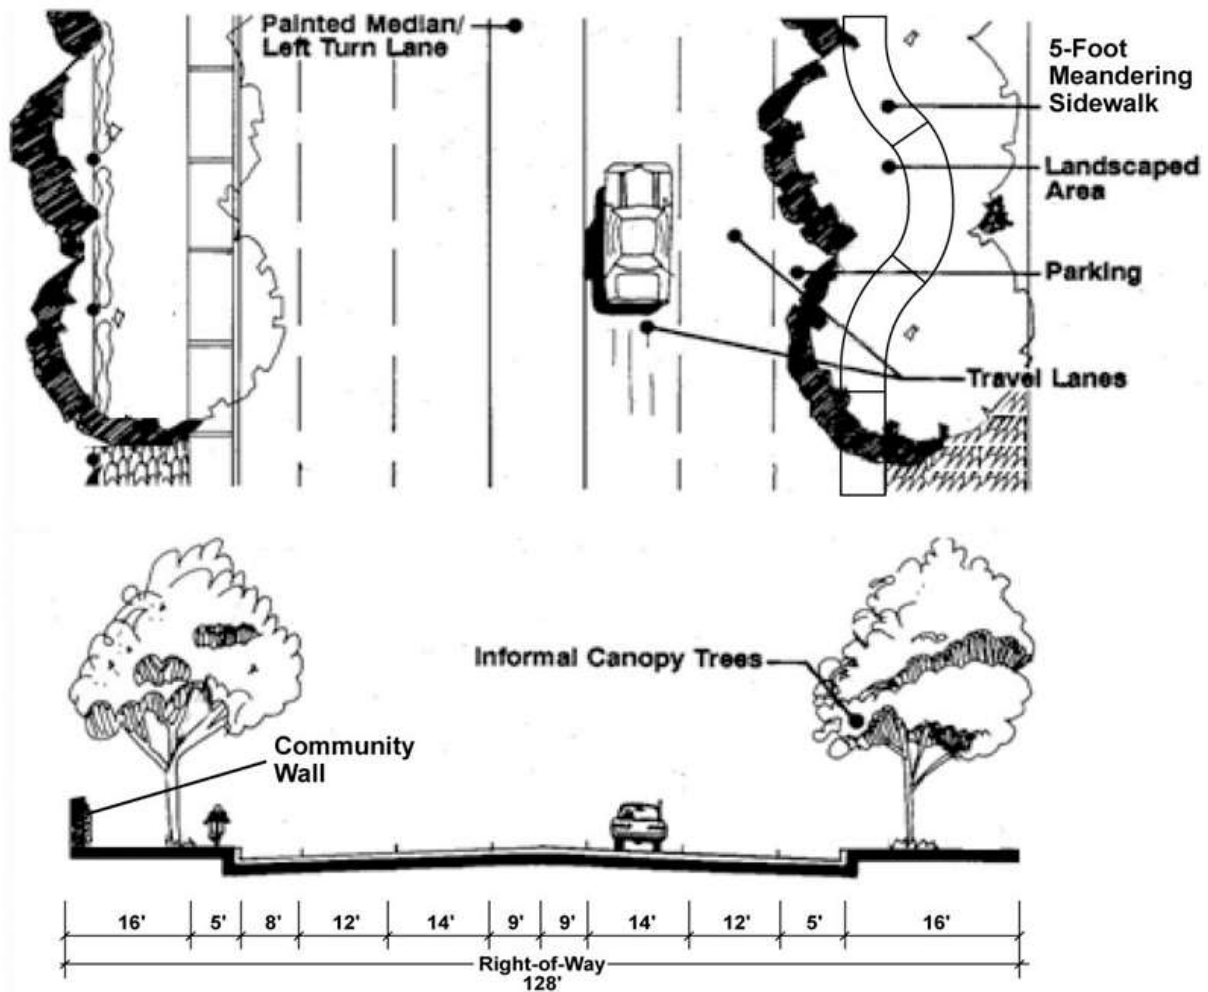 Painted Median/
Left Turn Lane
5-Foot
Meandering
Sidewalk
Landscaped
Area
Parking
Travel Lanes
Informal Canopy Trees
Community
Wall
16' 5' 8' 12' 14' 9' 9' 14' 12' 5' 16'
Right-of-Way
128'